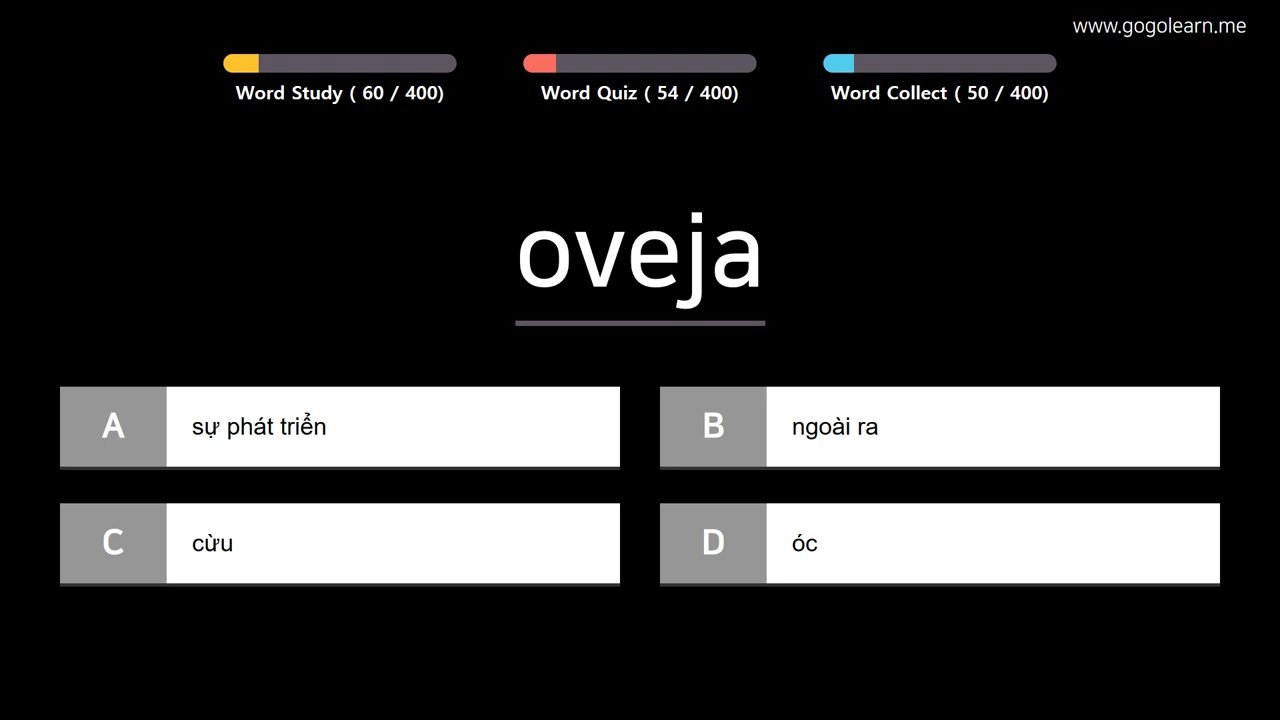 www.gogolearn.me
Word Study ( 60 / 400)
Word Quiz ( 54 / 400)
Word Collect ( 50 / 400)
oveja
A sự phát triển
B ngoài ra
C cừu
D óc